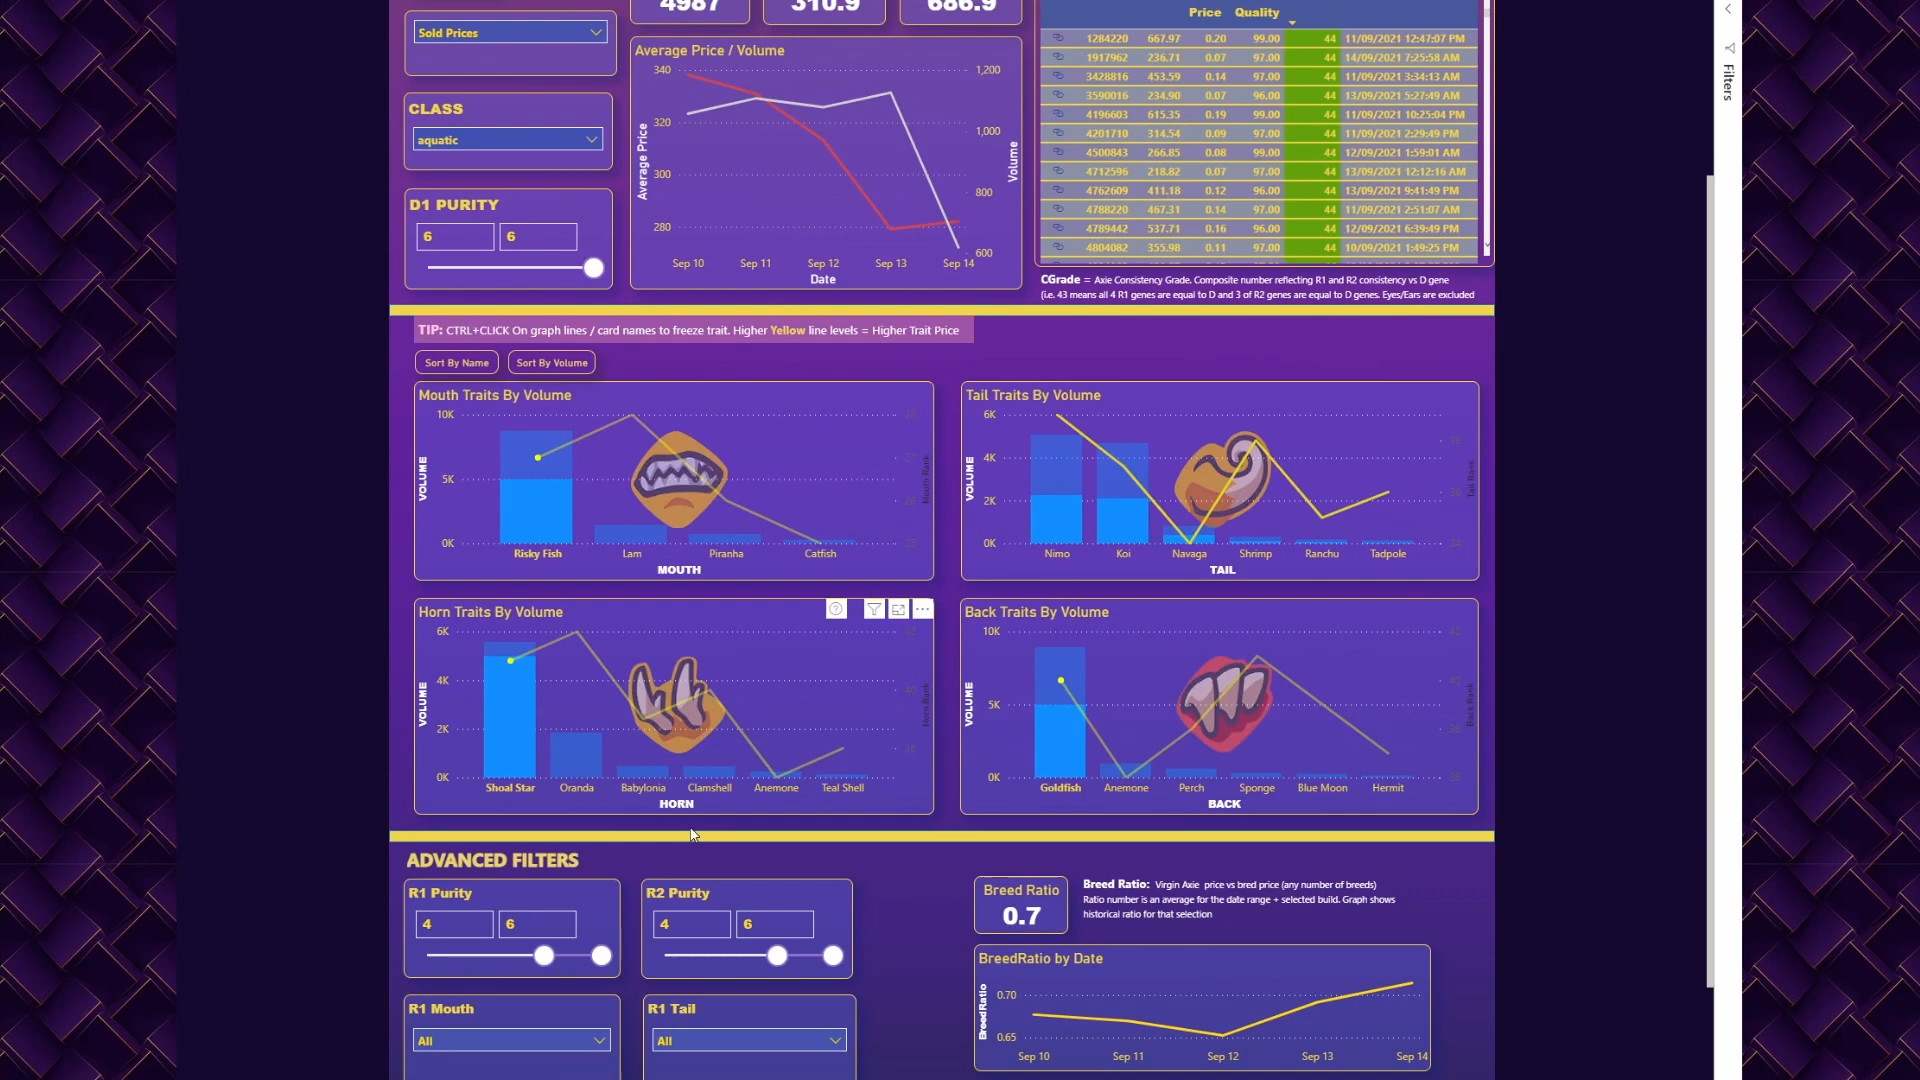 4987
310.9
686.9
Sold Prices
CLASS
aquatic
D1 PURITY
6
6
Average Price / Volume
340
320
300
280
Average Price
1,200
1,000
800
600
Volume
Sep 10
Sep 11
Sep 12
Sep 13
Sep 14
Date
Price Quality
1284220 667.97 0.20 99.00 44 11/09/2021 12:47:07 PM
1917962 236.71 0.07 97.00 44 14/09/2021 7:25:58 AM
3428816 453.59 0.14 97.00 44 11/09/2021 3:34:13 AM
3590016 234.90 0.07 96.00 44 13/09/2021 5:27:49 AM
4196603 615.35 0.19 99.00 44 11/09/2021 10:25:04 PM
4201710 314.54 0.09 97.00 44 11/09/2021 2:29:49 PM
4500843 266.85 0.08 99.00 44 12/09/2021 1:59:01 AM
4712596 218.82 0.07 97.00 44 13/09/2021 12:12:16 AM
4762609 411.18 0.12 96.00 44 13/09/2021 9:41:49 PM
4788220 467.31 0.14 97.00 44 11/09/2021 2:51:07 AM
4789442 537.71 0.16 96.00 44 12/09/2021 6:39:49 PM
4804082 355.98 0.11 97.00 44 10/09/2021 1:49:25 PM
Filters
CGrade = Axie Consistency Grade. Composite number reflecting R1 and R2 consistency vs D gene
(i.e. 43 means all 4 R1 genes are equal to D and 3 of R2 genes are equal to D genes. Eyes/Ears are excluded
TIP: CTRL+CLICK On graph lines / card names to freeze trait. Higher Yellow line levels = Higher Trait Price
Sort By Name
Sort By Volume
Mouth Traits By Volume
10K
5K
0K
VOLUME
28
27
26
25
Mouth Rank
Risky Fish
Lam
Piranha
Catfish
MOUTH
Tail Traits By Volume
6K
4K
2K
0K
VOLUME
34
Tail Rank
Nimo
Koi
Navaga
Shrimp
Ranchu
Tadpole
TAIL
Horn Traits By Volume
6K
4K
2K
0K
VOLUME
42
40
38
Horn Rank
Shoal Star
Oranda
Babylonia
Clamshell
Anemone
Teal Shell
HORN
Back Traits By Volume
10K
5K
0K
VOLUME
42
40
Back Rank
Goldfish
Anemone
Perch
Sponge
Blue Moon
Hermit
BACK
ADVANCED FILTERS
R1 Purity
4
6
R2 Purity
4
6
R1 Mouth
All
R1 Tail
All
Breed Ratio
0.7
Breed Ratio: Virgin Axie price vs bred price (any number of breeds)
Ratio number is an average for the date range + selected build. Graph shows
historical ratio for that selection
BreedRatio by Date
0.70
0.65
BreedRatio
Sep 10
Sep 11
Sep 12
Sep 13
Sep 14